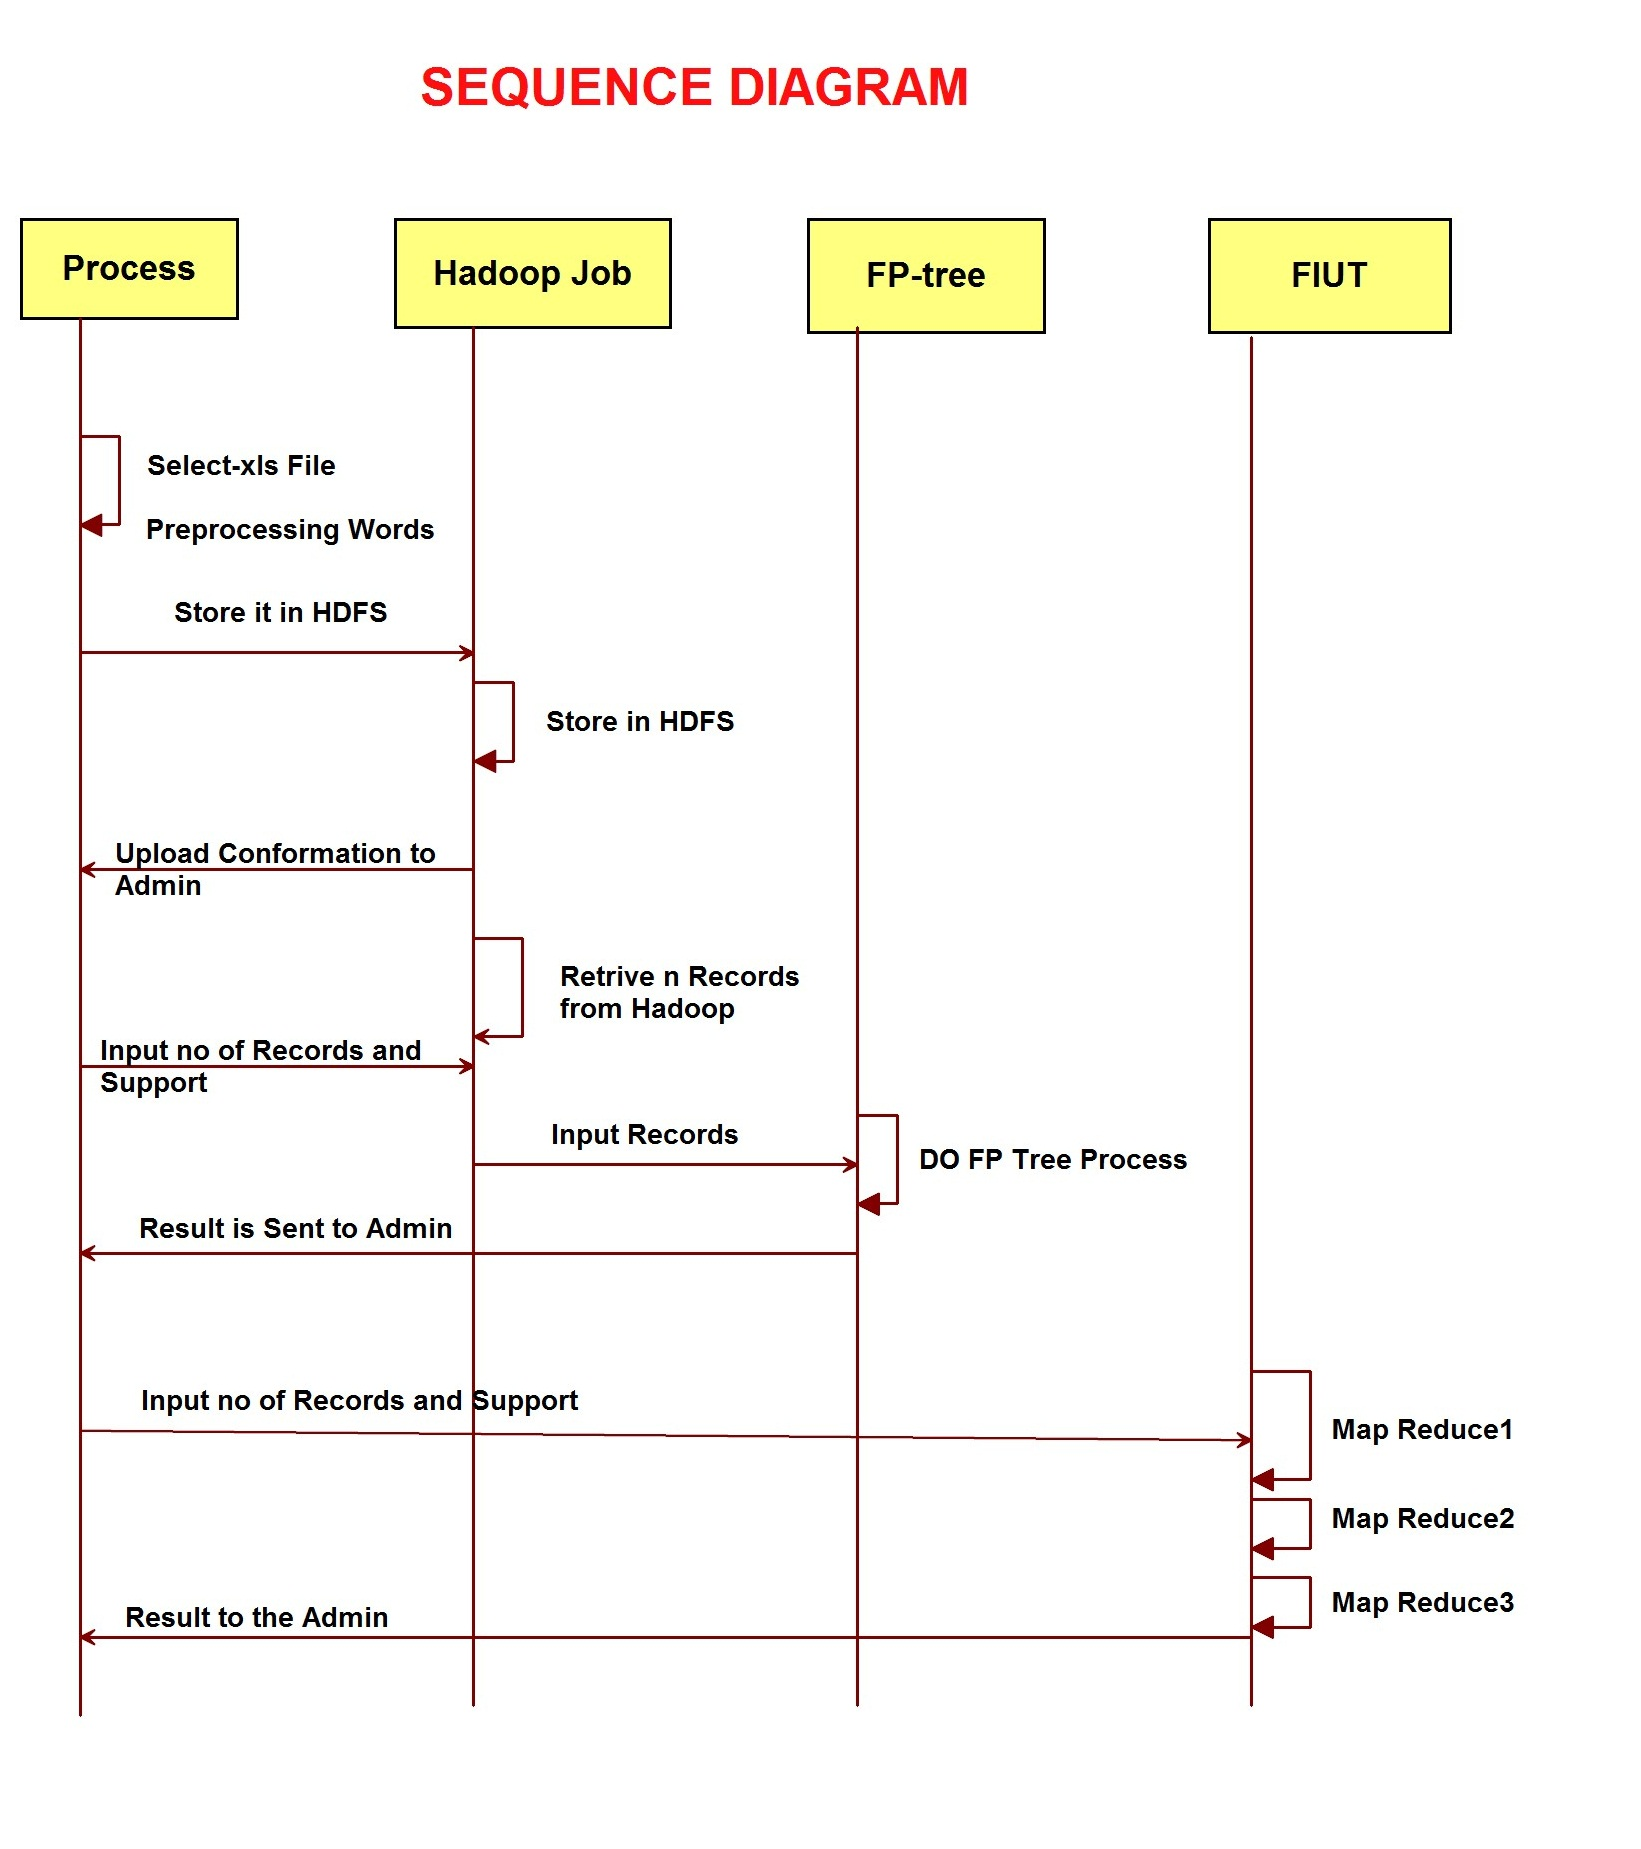 SEQUENCE DIAGRAM
Process
Hadoop Job
FP-tree
FIUT
Select-xls File
Preprocessing Words
Store it in HDFS
Store in HDFS
Upload Conformation to
Admin
Retrive n Records
from Hadoop
Input no of Records and
Support
Input Records
DO FP Tree Process
Result is Sent to Admin
Input no of Records and Support
Map Reduce1
Map Reduce2
Map Reduce3
Result to the Admin